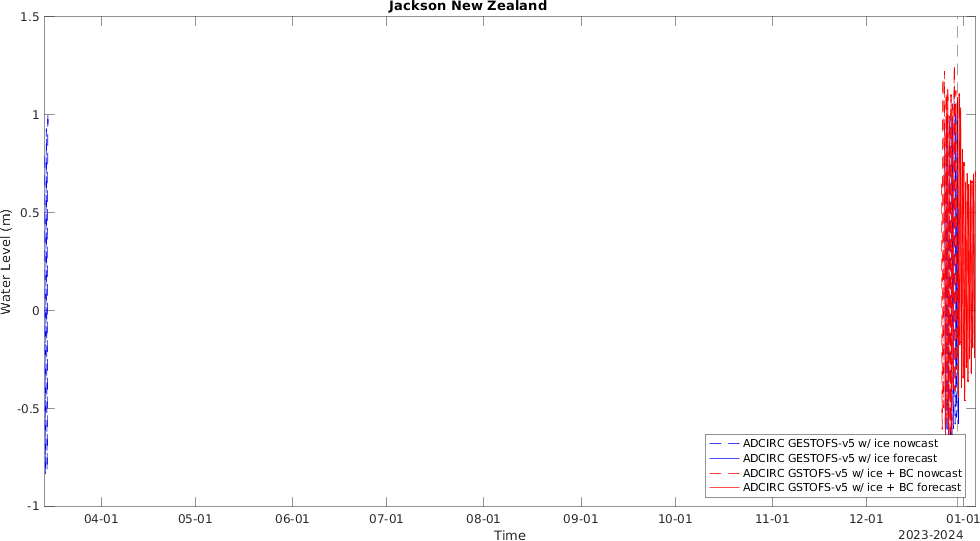 Jackson New Zealand
1.5
1
0.5
0
-0.5
-1
Water Level (m)
ADCIRC GESTOFS-v5 w/ ice nowcast
ADCIRC GESTOFS-v5 w/ ice forecast
ADCIRC GSTOFS-v5 w/ ice + BC nowcast
ADCIRC GSTOFS-v5 w/ ice + BC forecast
04-01 05-01 06-01 07-01 08-01 09-01 10-01 11-01 12-01 01-01
Time
2023-2024